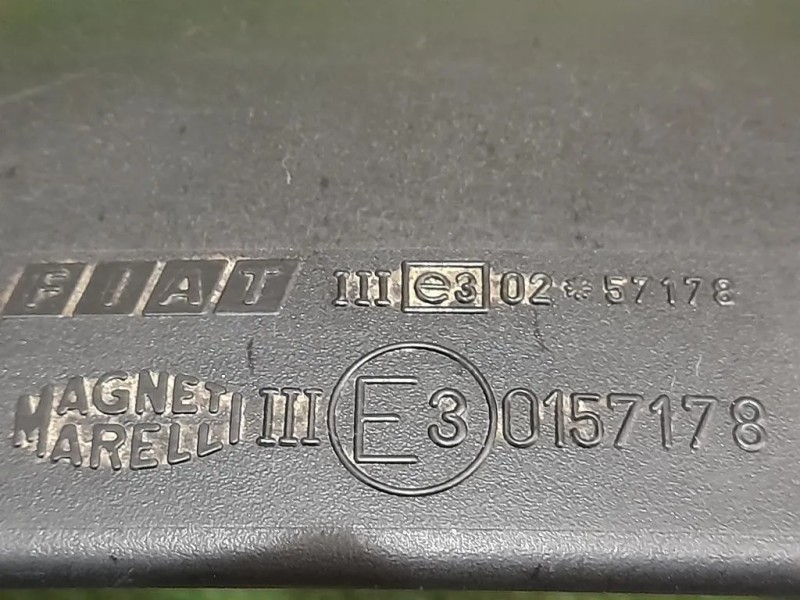 FIAT III e3 02*57178
MAGNETI
MARELLI III E3 0157178